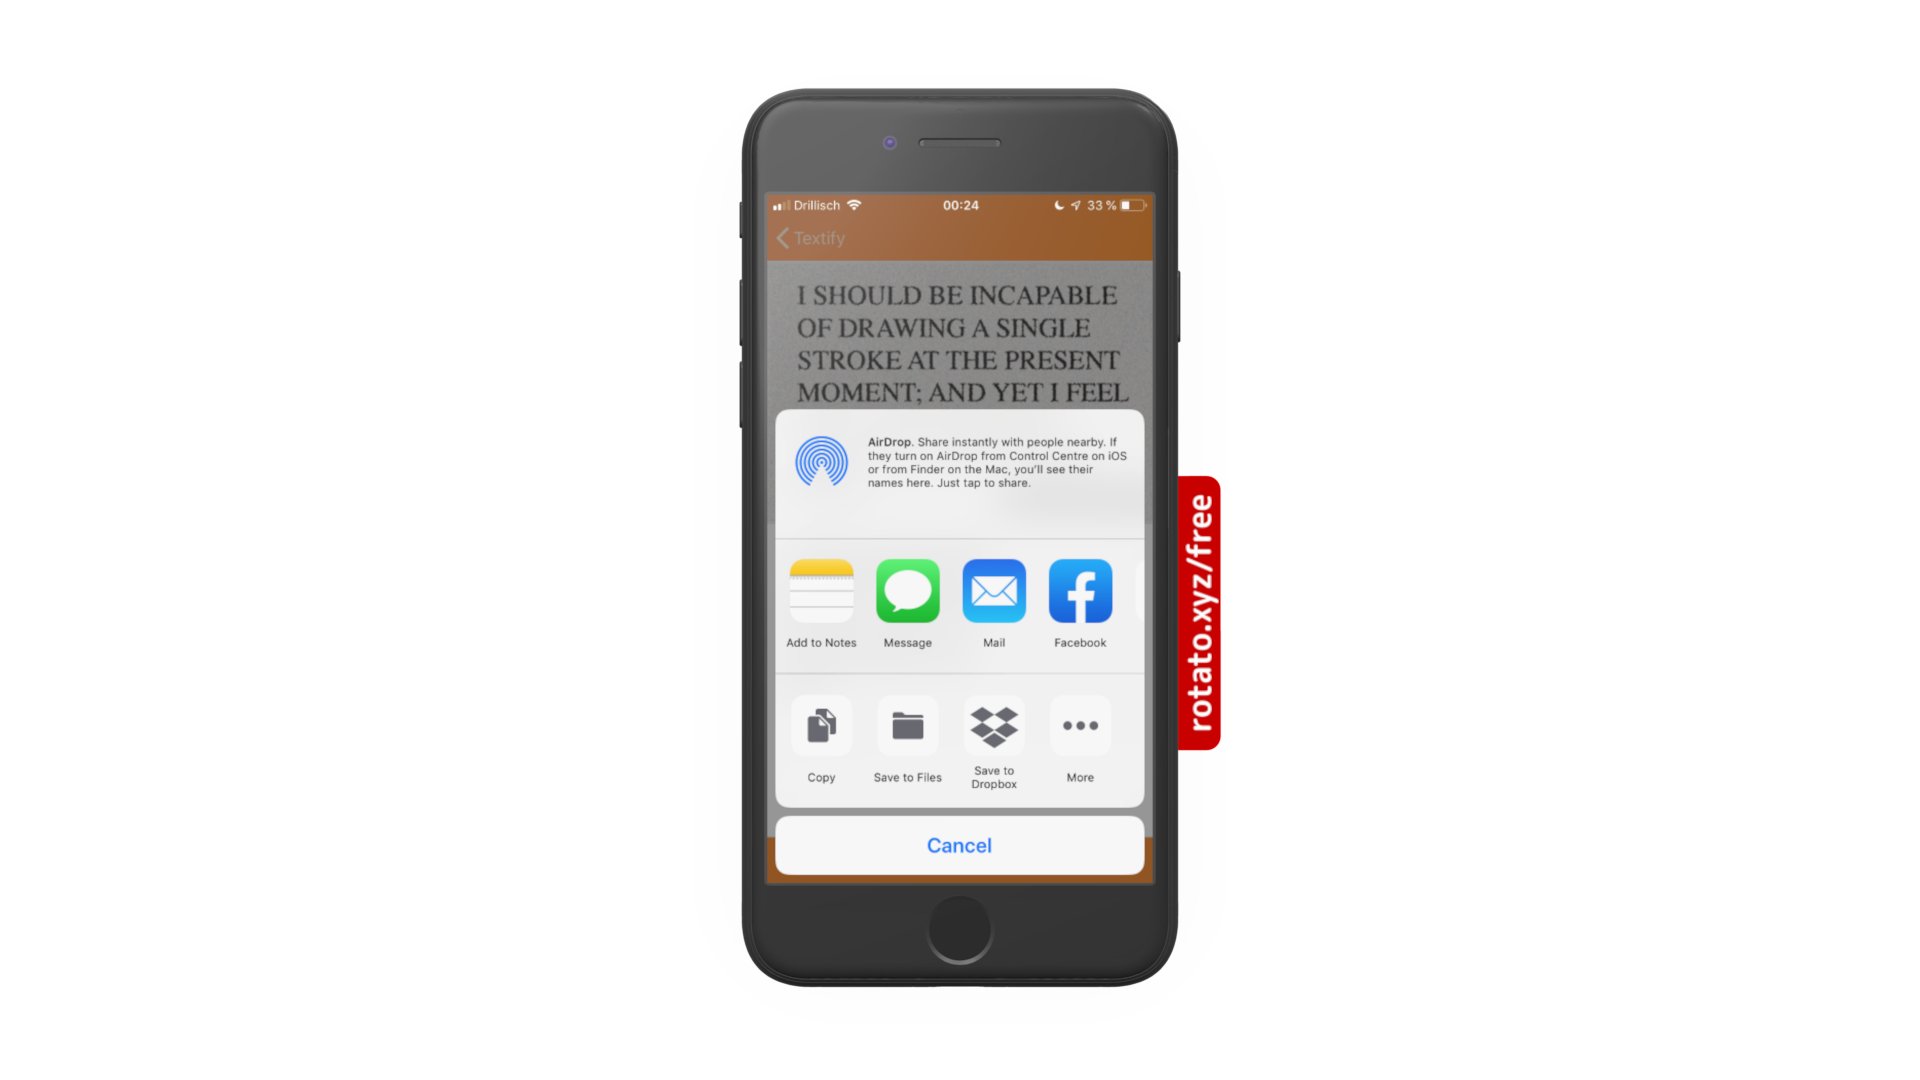 Drillisch
00:24
33 %
Textify
I SHOULD BE INCAPABLE
OF DRAWING A SINGLE
STROKE AT THE PRESENT
MOMENT; AND YET I FEEL
AirDrop. Share instantly with people nearby. If
they turn on AirDrop from Control Centre on iOS
or from Finder on the Mac, you'll see their
names here. Just tap to share.
Add to Notes
Message
Mail
Facebook
Copy
Save to Files
Save to
Dropbox
More
Cancel
rotato.xyz/free